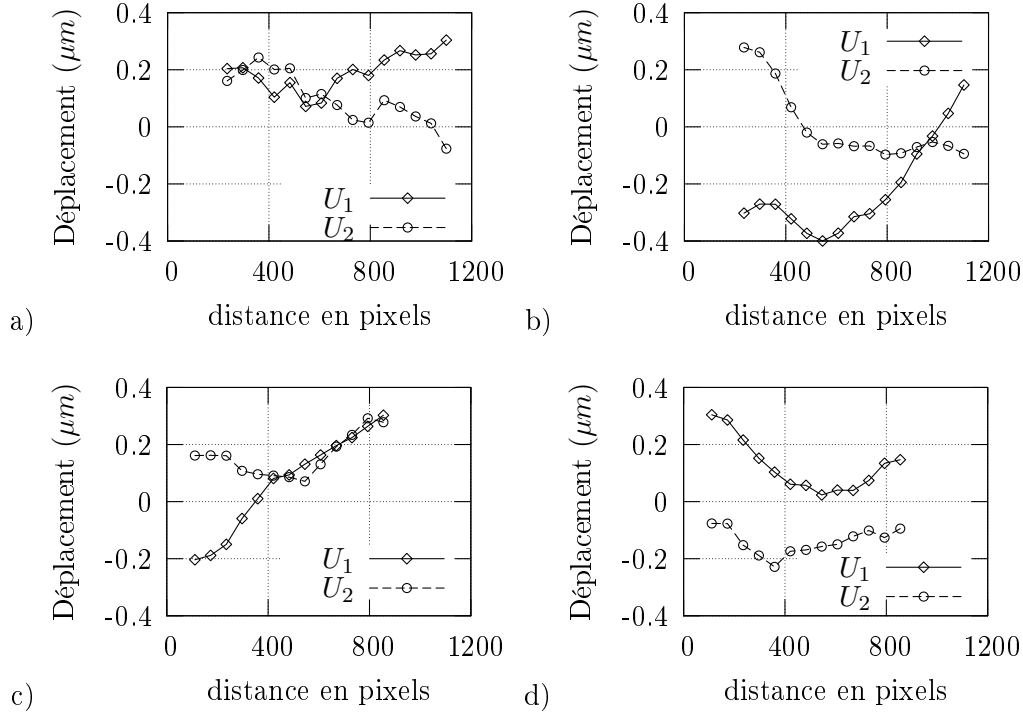 Déplacement (μm)
0.4
0.2
0
-0.2
-0.4
U1
U2
0 400 800 1200
distance en pixels
a)
Déplacement (μm)
0.4
0.2
0
-0.2
-0.4
U1
U2
0 400 800 1200
distance en pixels
b)
Déplacement (μm)
0.4
0.2
0
-0.2
-0.4
U1
U2
0 400 800 1200
distance en pixels
c)
Déplacement (μm)
0.4
0.2
0
-0.2
-0.4
U1
U2
0 400 800 1200
distance en pixels
d)